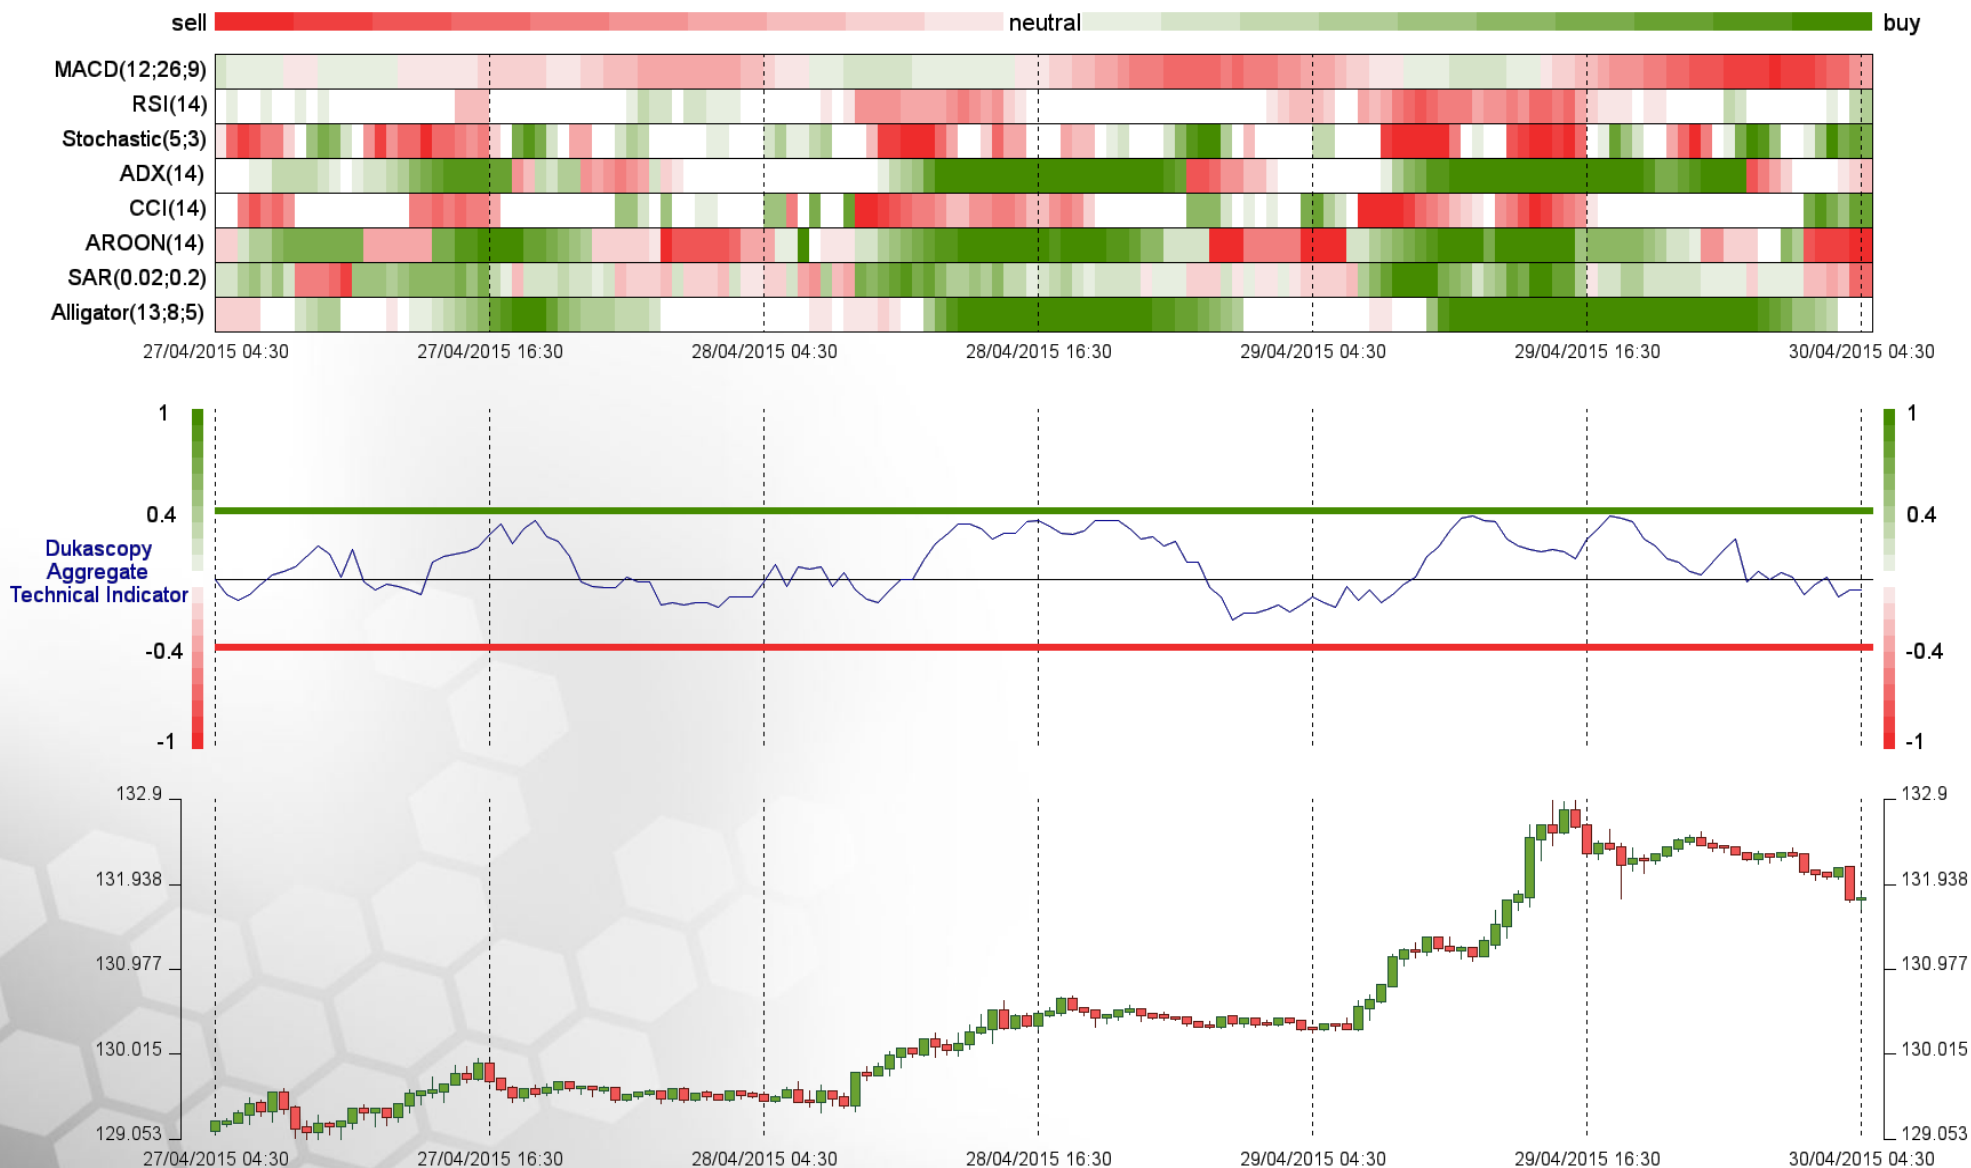 sell neutral buy
MACD(12;26;9)
RSI(14)
Stochastic(5;3)
ADX(14)
CCI(14)
AROON(14)
SAR(0.02;0.2)
Alligator(13;8;5)
27/04/2015 04:30 27/04/2015 16:30 28/04/2015 04:30 28/04/2015 16:30 29/04/2015 04:30 29/04/2015 16:30 30/04/2015 04:30
1 1
0.4 0.4
Dukascopy
Aggregate
Technical Indicator
-0.4 -0.4
-1 -1
132.9 132.9
131.938 131.938
130.977 130.977
130.015 130.015
129.053 129.053
27/04/2015 04:30 27/04/2015 16:30 28/04/2015 04:30 28/04/2015 16:30 29/04/2015 04:30 29/04/2015 16:30 30/04/2015 04:30